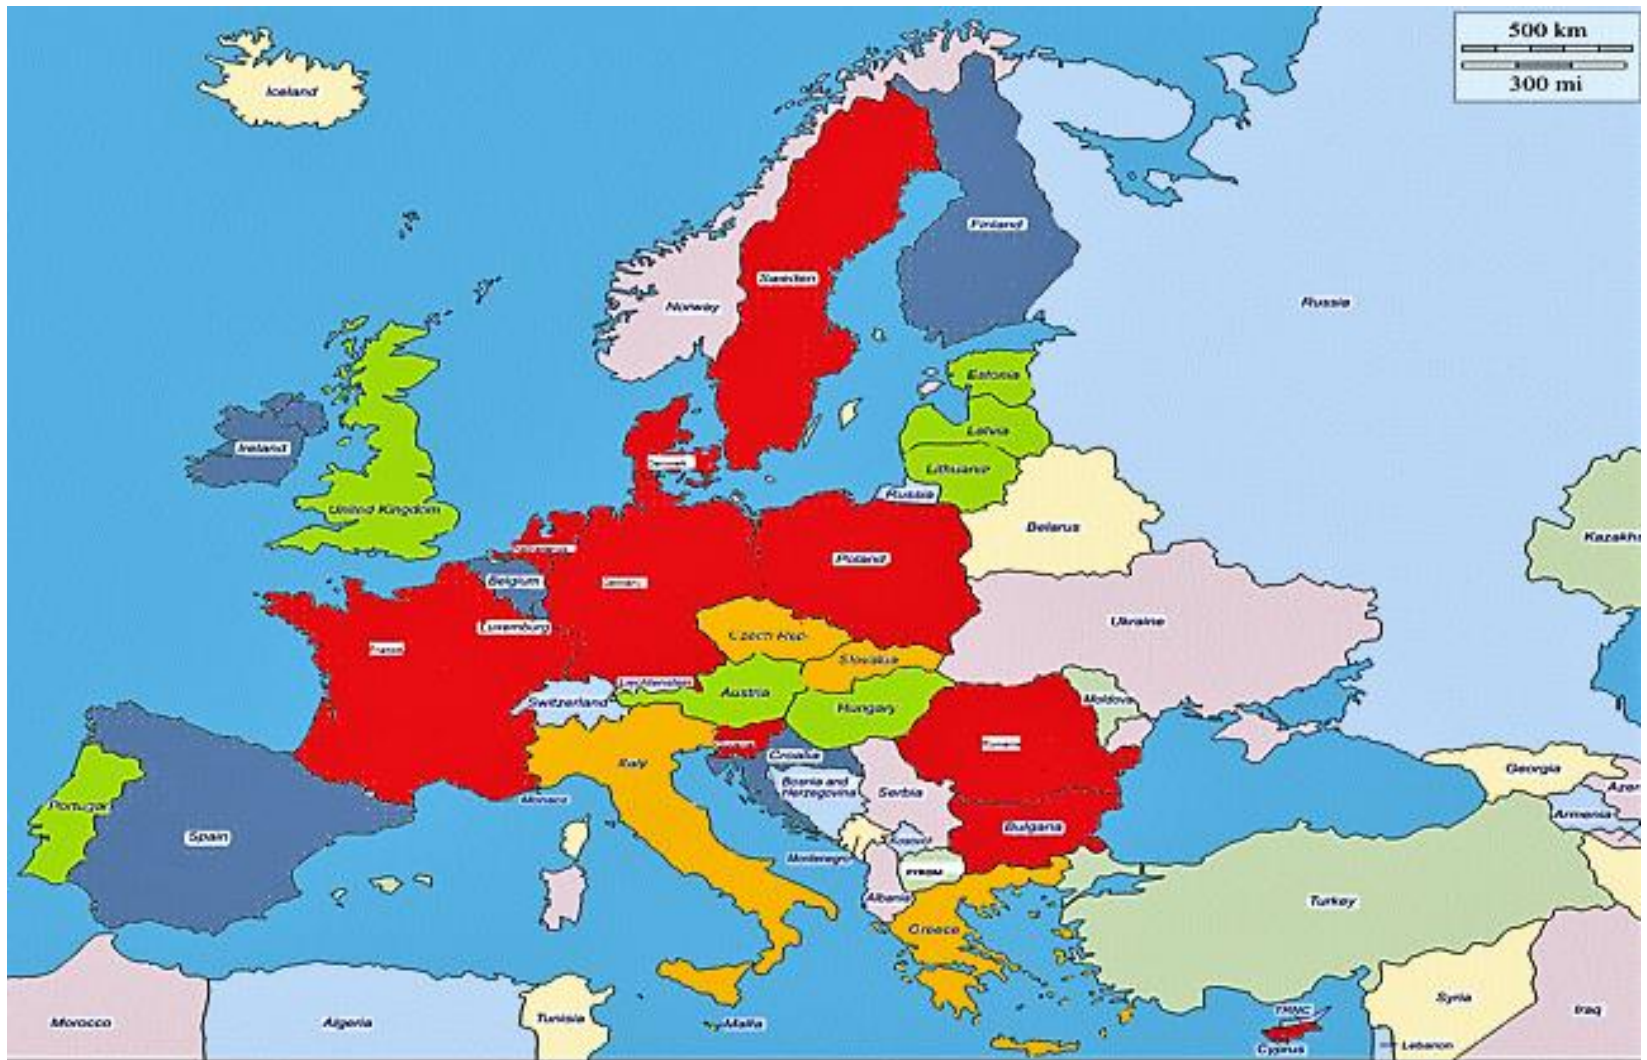 500 km
300 mi
Iceland
Finland
Sweden
Russia
Norway
Estonia
Latvia
Ireland
Lithuania
Russia
United Kingdom
Belarus
Kazakhs
Poland
Belgium
Ukraine
Luxemburg
Czech Rep.
Slovakia
Liechtenstein
Austria
Moldova
Switzerland
Hungary
Croatia
Italy
Georgia
Bosnia and
Herzegovina
Azer
Serbia
Monaco
Portugal
Armenia
Bulgaria
Spain
Kosovo
Montenegro
FYROM
Albania
Turkey
Greece
Syria
TRNC
Iraq
Morocco
Algeria
Tunisia
Malta
Cyprus
Lebanon